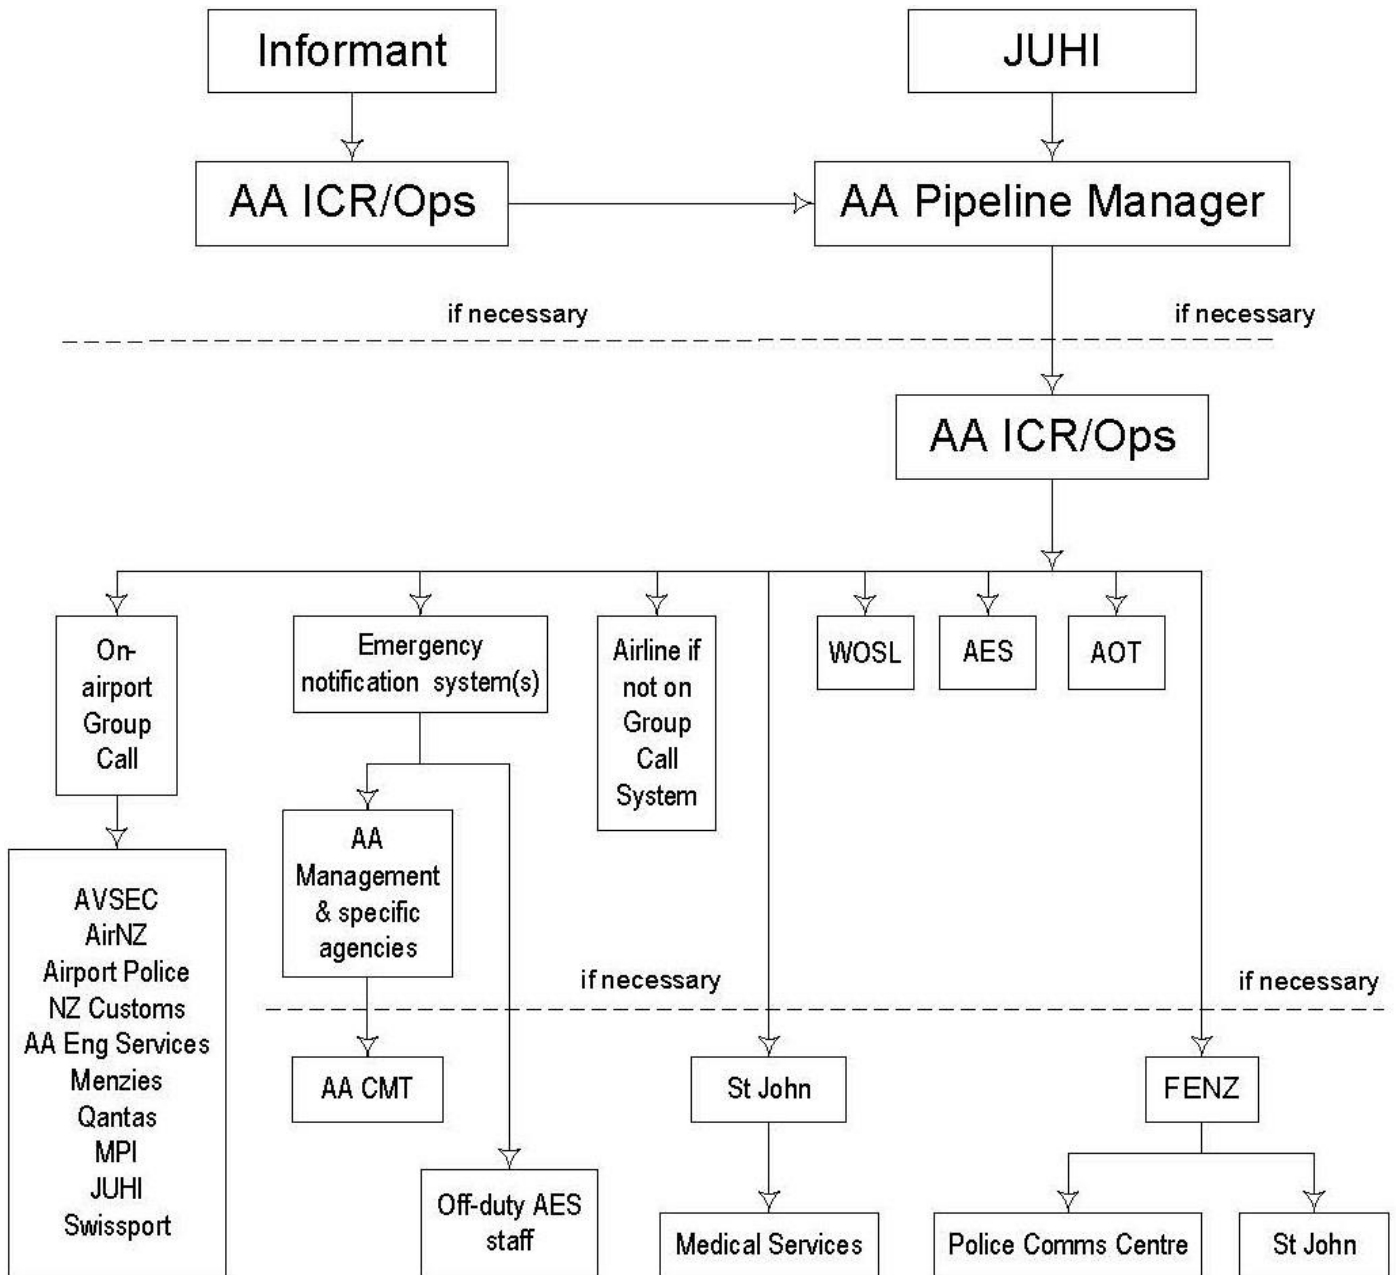 Informant
JUHI
AA ICR/Ops
AA Pipeline Manager
if necessary
if necessary
AA ICR/Ops
On-
airport
Group
Call
Emergency
notification system(s)
Airline if
not on
Group
Call
System
WOSL
AES
AOT
AA
Management
& specific
agencies
AVSEC
AirNZ
Airport Police
NZ Customs
AA Eng Services
Menzies
Qantas
MPI
JUHI
Swissport
if necessary
if necessary
AA CMT
St John
FENZ
Off-duty AES
staff
Medical Services
Police Comms Centre
St John